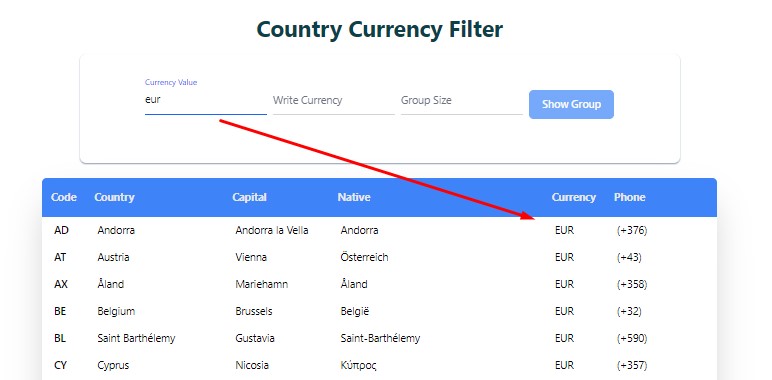 Country Currency Filter
Currency Value
eur Write Currency Group Size Show Group
Code Country Capital Native Currency Phone
AD Andorra Andorra la Vella Andorra EUR (+376)
AT Austria Vienna Österreich EUR (+43)
AX Åland Mariehamn Åland EUR (+358)
BE Belgium Brussels België EUR (+32)
BL Saint Barthélemy Gustavia Saint-Barthélemy EUR (+590)
CY Cyprus Nicosia Κύπρος EUR (+357)